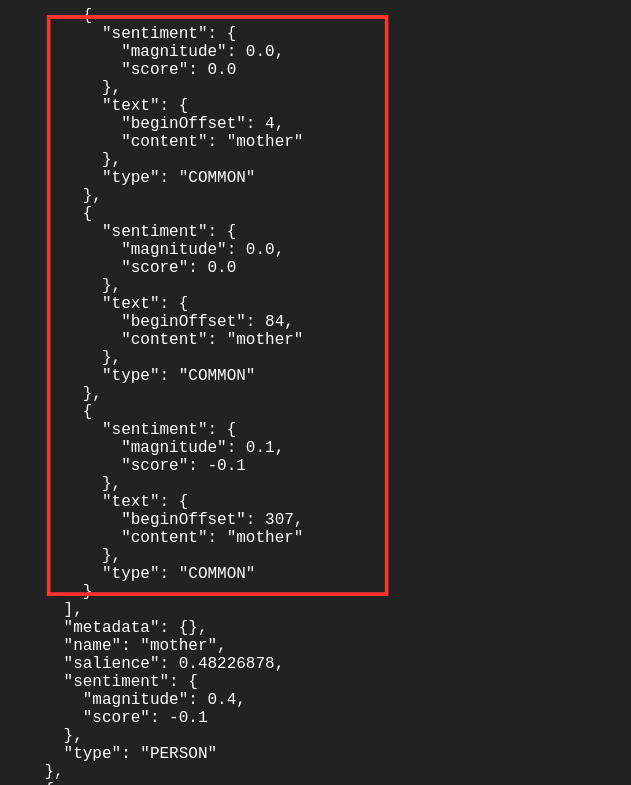 {
          "sentiment": {
            "magnitude": 0.0,
            "score": 0.0
          },
          "text": {
            "beginOffset": 4,
            "content": "mother"
          },
          "type": "COMMON"
        },
        {
          "sentiment": {
            "magnitude": 0.0,
            "score": 0.0
          },
          "text": {
            "beginOffset": 84,
            "content": "mother"
          },
          "type": "COMMON"
        },
        {
          "sentiment": {
            "magnitude": 0.1,
            "score": -0.1
          },
          "text": {
            "beginOffset": 307,
            "content": "mother"
          },
          "type": "COMMON"
        }
      ],
      "metadata": {},
      "name": "mother",
      "salience": 0.48226878,
      "sentiment": {
        "magnitude": 0.4,
        "score": -0.1
      },
      "type": "PERSON"
    },
    {